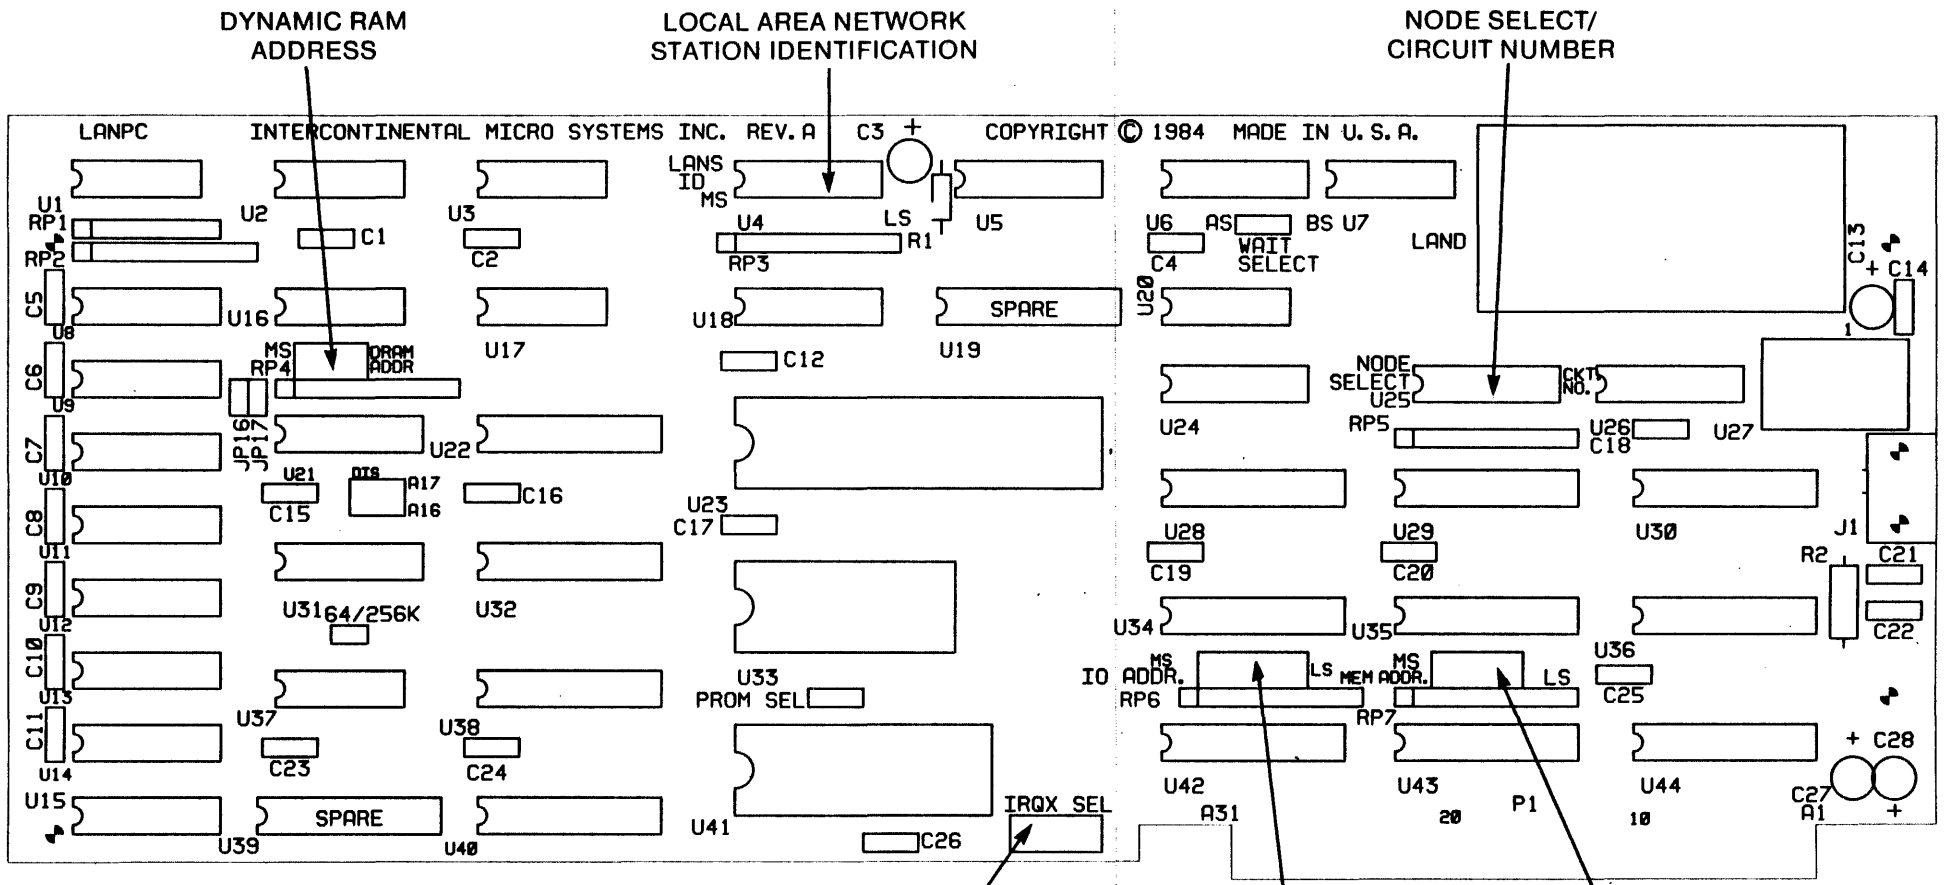 DYNAMIC RAM
ADDRESS
LOCAL AREA NETWORK
STATION IDENTIFICATION
NODE SELECT/
CIRCUIT NUMBER
LANPC
INTERCONTINENTAL MICRO SYSTEMS INC. REV. A
C3 +
COPYRIGHT © 1984 MADE IN U.S.A.
LANS
ID
MS
U1
U2
U3
U4
LS
U5
U6
AS
BS
U7
RP1
C1
C2
R1
RP3
C4
WAIT
SELECT
LAND
C13
RP2
+ C14
C5
U8
U16
U17
U18
SPARE
U19
U20
1
MS
RP4
DRAM
ADDR
C12
C6
U9
NODE
SELECT
U25
CKT.
NO.
JP16
JP17
U22
U24
RP5
U26
C18
U27
C7
U10
U21
DIS
A17
A16
C15
C16
U23
C17
C8
U11
U28
U29
U30
J1
C19
C20
R2
C21
C9
U12
U31
64/256K
U32
U34
U35
C22
C10
U13
U33
MS
IO ADDR.
LS
MS
MEM ADDR.
LS
U36
C25
PROM SEL
RP6
RP7
C11
U14
U37
U38
C23
C24
+ C28
U42
U43
U44
C27
U15
SPARE
U39
U40
U41
IRQX SEL
C26
A31
20
P1
10
A1
+